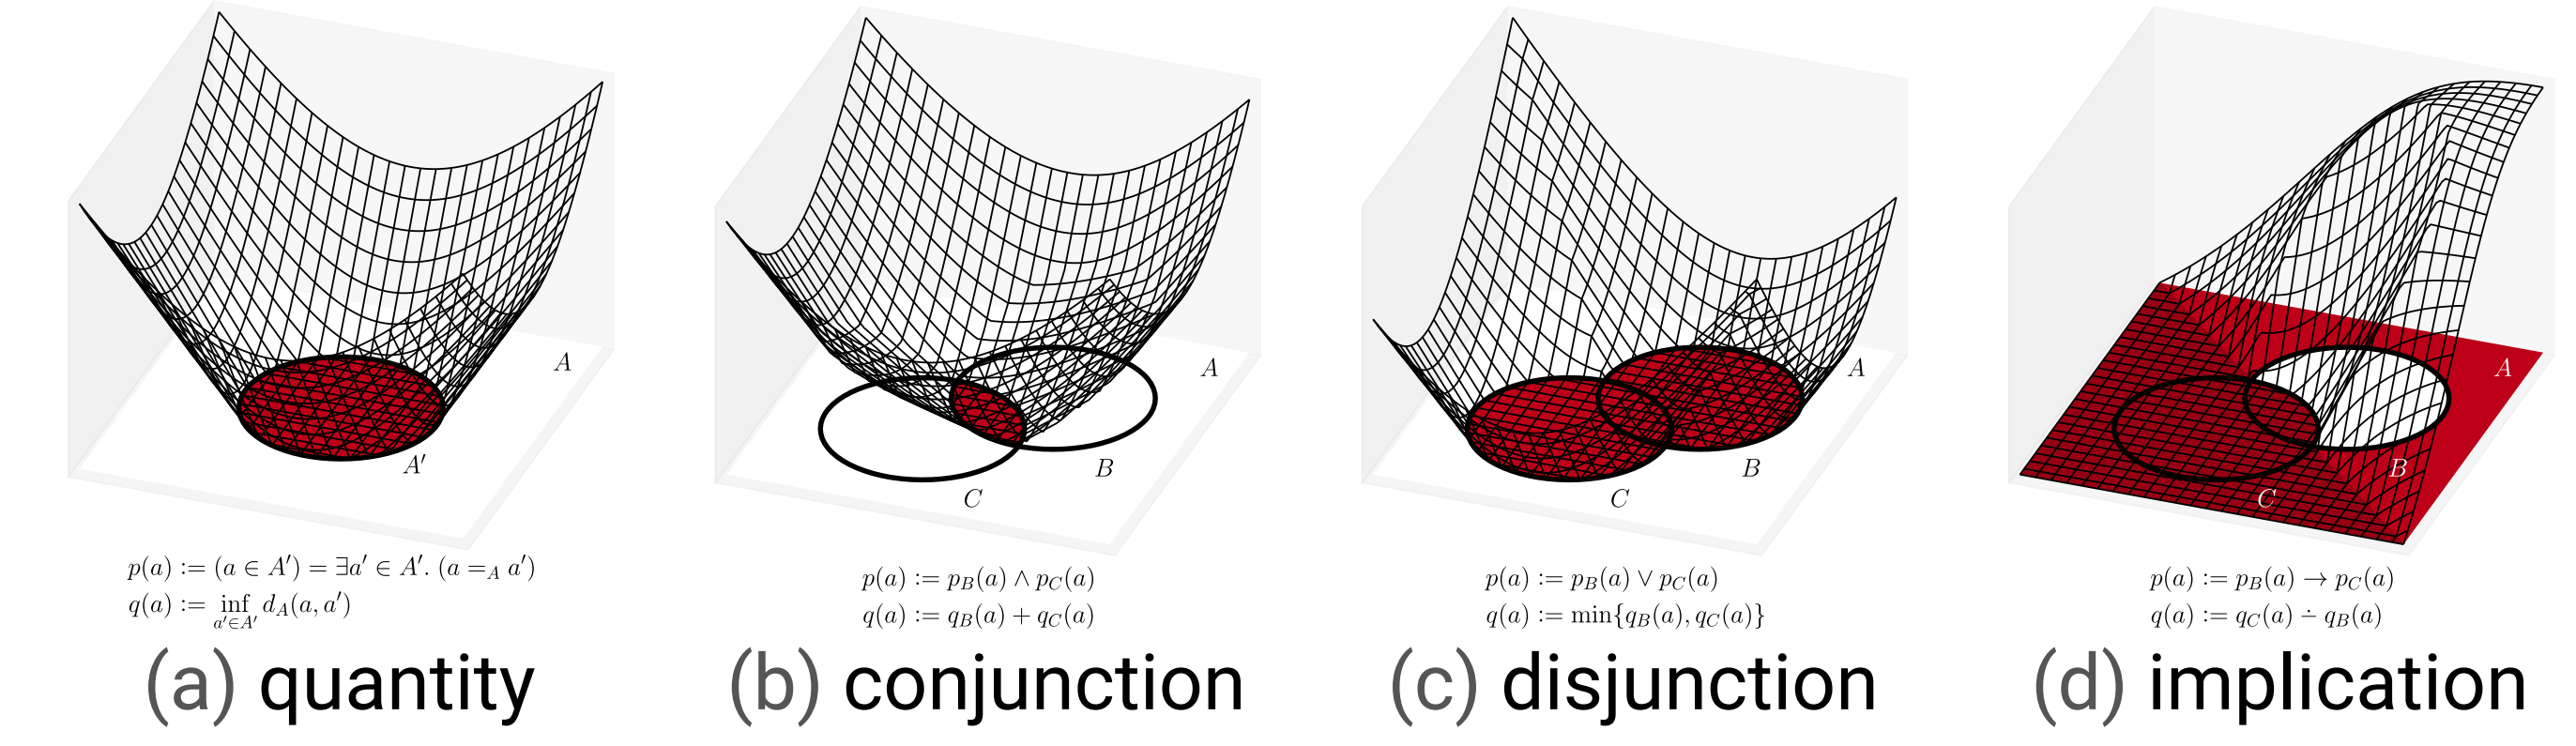 A
A′
p(a) := (a ∈ A′) = ∃a′ ∈ A′. (a =_A a′)
q(a) := inf_{a′∈A′} d_A(a, a′)
(a) quantity
A
B
C
p(a) := p_B(a) ∧ p_C(a)
q(a) := q_B(a) + q_C(a)
(b) conjunction
A
B
C
p(a) := p_B(a) ∨ p_C(a)
q(a) := min{q_B(a), q_C(a)}
(c) disjunction
A
B
C
p(a) := p_B(a) → p_C(a)
q(a) := q_C(a) ∸ q_B(a)
(d) implication